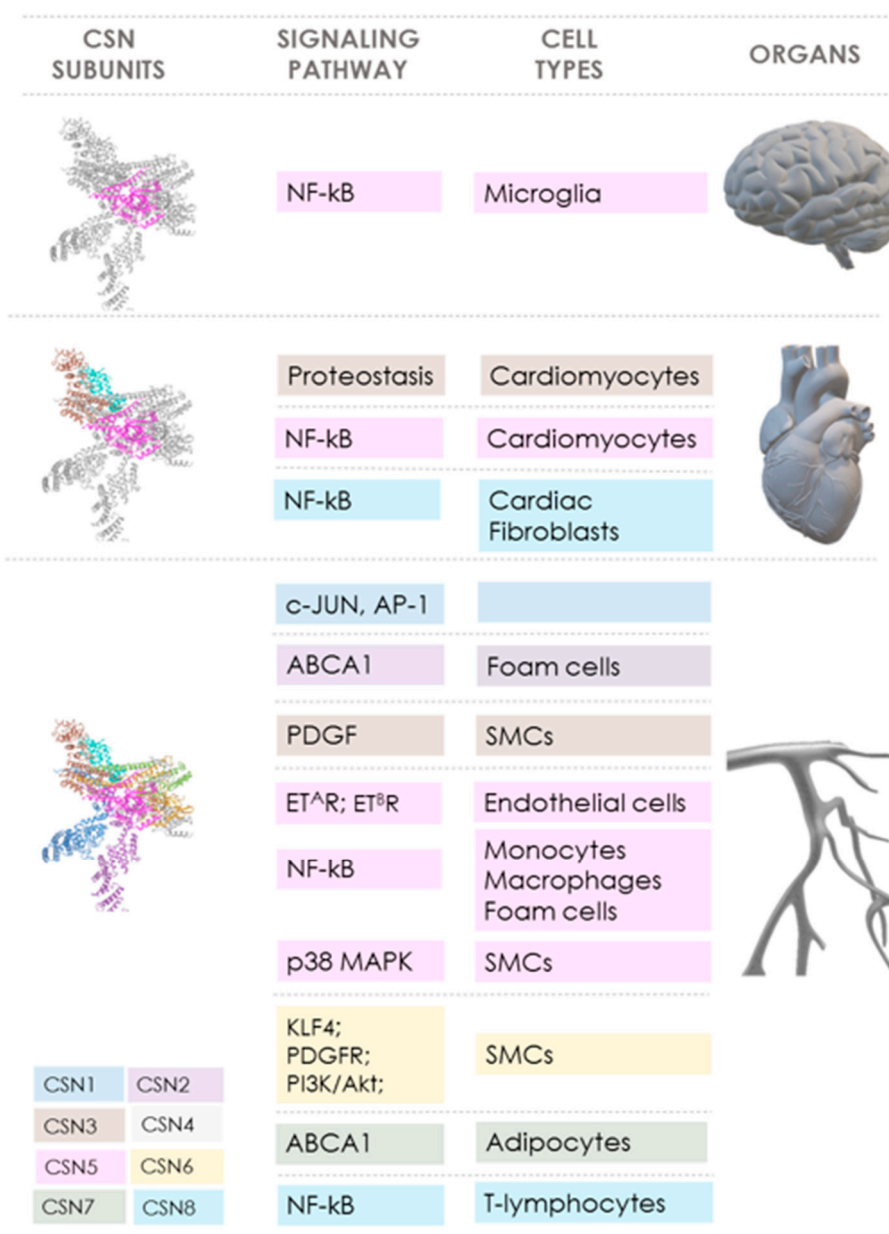 CSN
SUBUNITS
SIGNALING
PATHWAY
CELL
TYPES
ORGANS
NF-kB
Microglia
Proteostasis
Cardiomyocytes
NF-kB
Cardiomyocytes
NF-kB
Cardiac
Fibroblasts
c-JUN, AP-1
ABCA1
Foam cells
PDGF
SMCs
ETᴬR; ETᴮR
Endothelial cells
NF-kB
Monocytes
Macrophages
Foam cells
p38 MAPK
SMCs
KLF4;
PDGFR;
PI3K/Akt;
SMCs
ABCA1
Adipocytes
NF-kB
T-lymphocytes
CSN1
CSN2
CSN3
CSN4
CSN5
CSN6
CSN7
CSN8